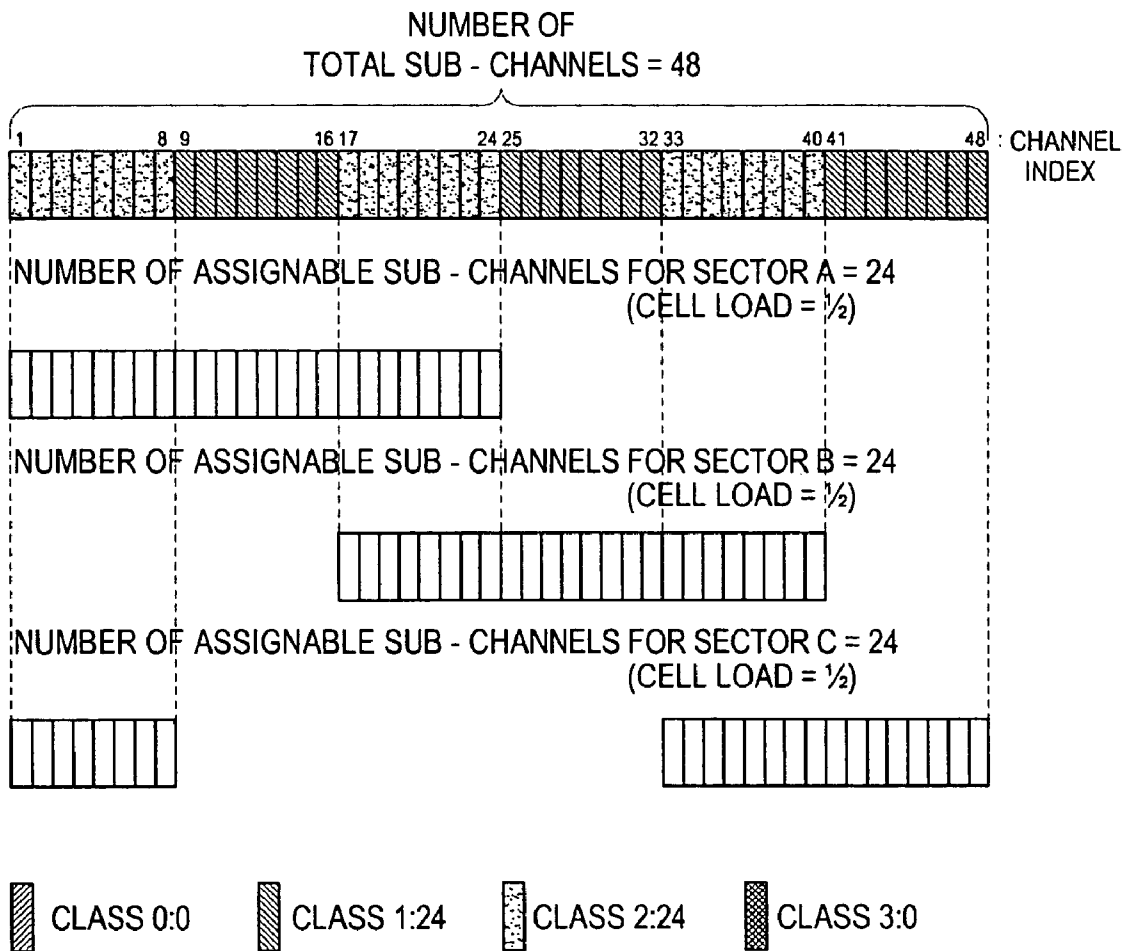 NUMBER OF
TOTAL SUB - CHANNELS = 48
1 8 9 16 17 24 25 32 33 40 41 48 : CHANNEL
INDEX
NUMBER OF ASSIGNABLE SUB - CHANNELS FOR SECTOR A = 24
(CELL LOAD = ½)
NUMBER OF ASSIGNABLE SUB - CHANNELS FOR SECTOR B = 24
(CELL LOAD = ½)
NUMBER OF ASSIGNABLE SUB - CHANNELS FOR SECTOR C = 24
(CELL LOAD = ½)
CLASS 0:0 CLASS 1:24 CLASS 2:24 CLASS 3:0